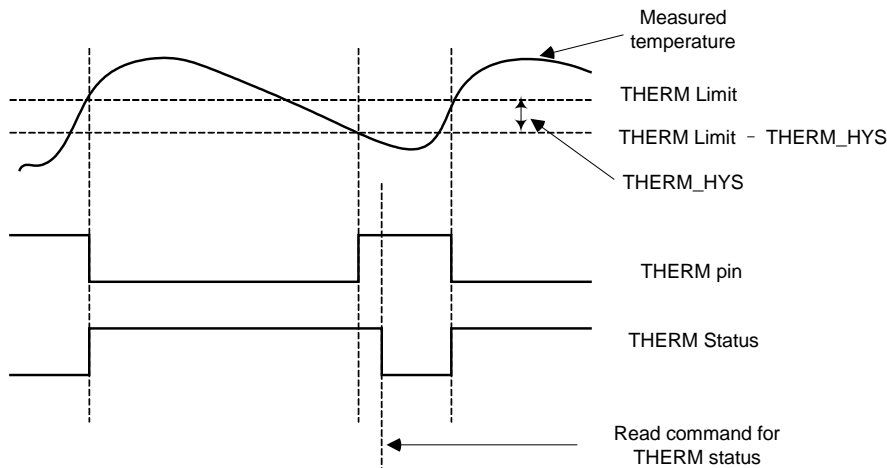 Measured
temperature
THERM Limit
THERM Limit - THERM_HYS
THERM_HYS
THERM pin
THERM Status
Read command for
THERM status